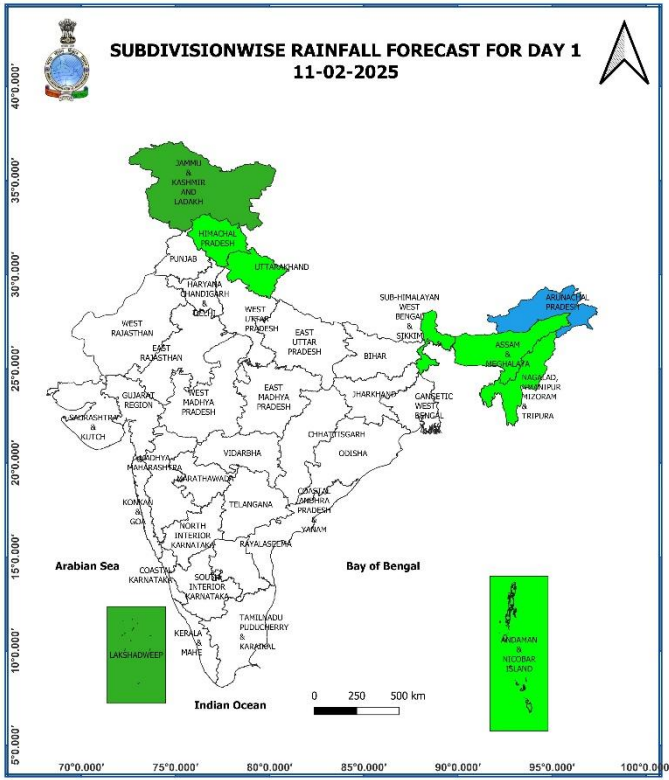 SUBDIVISIONWISE RAINFALL FORECAST FOR DAY 1
11-02-2025
40°0.000'
35°0.000'
30°0.000'
25°0.000'
20°0.000'
15°0.000'
10°0.000'
5°0.000'
JAMMU
&
KASHMIR
AND
LADAKH
HIMACHAL
PRADESH
PUNJAB
UTTARAKHAND
HARYANA
CHANDIGARH
&
DELHI
WEST
UTTAR
PRADESH
EAST
UTTAR
PRADESH
WEST
RAJASTHAN
EAST
RAJASTHAN
BIHAR
SUB-HIMALAYAN
WEST
BENGAL
&
SIKKIM
ARUNACHAL
PRADESH
ASSAM
&
MEGHALAYA
NAGALAD,
MANIPUR
MIZORAM
&
TRIPURA
GUJARAT
REGION
SAURASHTRA
&
KUTCH
WEST
MADHYA
PRADESH
EAST
MADHYA
PRADESH
JHARKHAND
GANGETIC
WEST
BENGAL
CHHATTISGARH
ODISHA
MADHYA
MAHARASHTRA
VIDARBHA
MARATHAWADA
KONKAN
&
GOA
TELANGANA
COASTAL
ANDHRA
PRADESH
&
YANAM
NORTH
INTERIOR
KARNATAKA
RAYALASEEMA
COASTAL
KARNATAKA
SOUTH
INTERIOR
KARNATAKA
KERALA
&
MAHE
TAMILNADU
PUDUCHERRY
&
KARAIKAL
LAKSHADWEEP
ANDAMAN
&
NICOBAR
ISLAND
Arabian Sea
Bay of Bengal
Indian Ocean
0 250 500 km
70°0.000' 75°0.000' 80°0.000' 85°0.000' 90°0.000' 95°0.000' 100°0.000